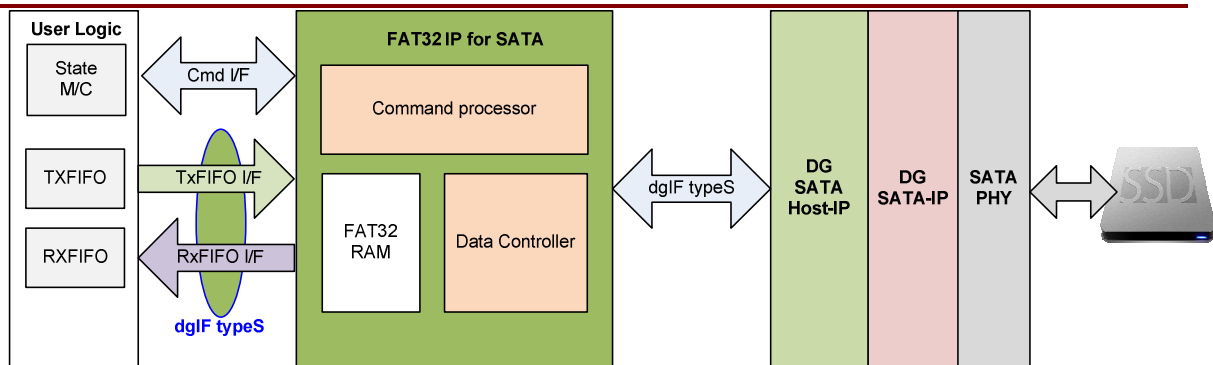 User Logic
State
M/C
TXFIFO
RXFIFO
Cmd I/F
TxFIFO I/F
RxFIFO I/F
dgIF typeS
FAT32 IP for SATA
Command processor
FAT32
RAM
Data Controller
dgIF typeS
DG
SATA
Host-IP
DG
SATA-IP
SATA
PHY
SSD